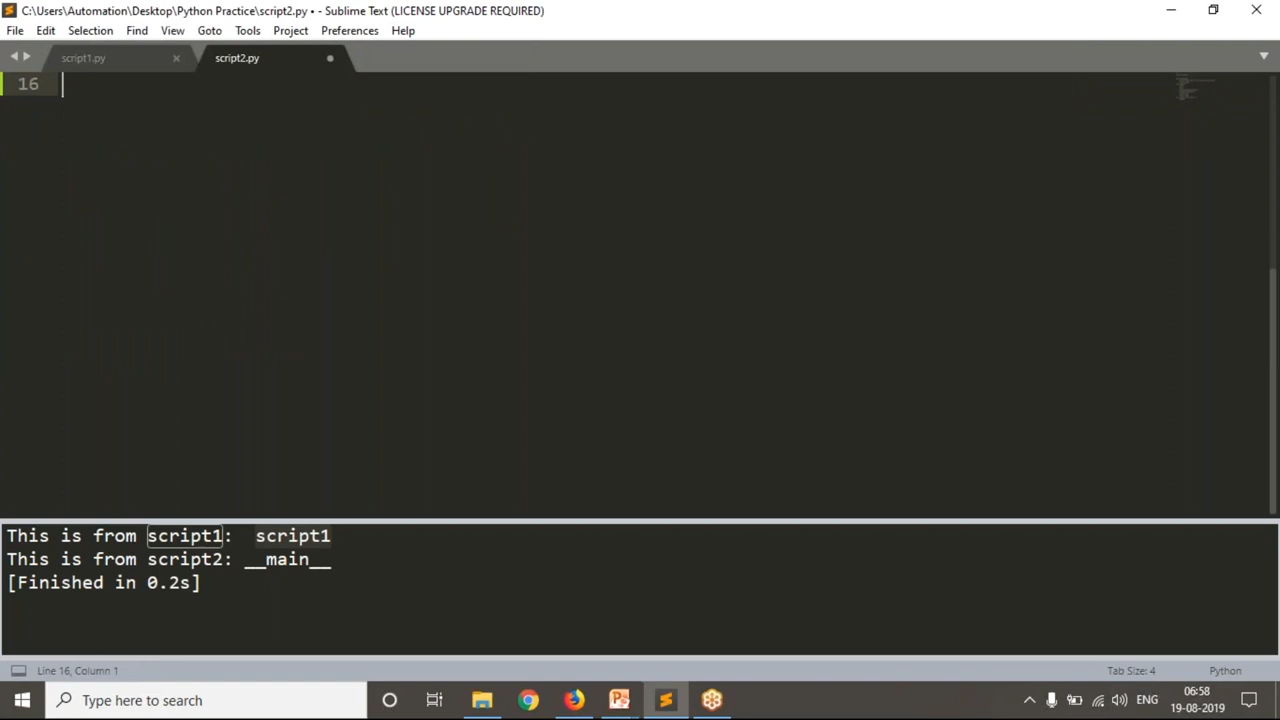 C:\Users\Automation\Desktop\Python Practice\script2.py • - Sublime Text (LICENSE UPGRADE REQUIRED)
File Edit Selection Find View Goto Tools Project Preferences Help
script1.py script2.py
16
This is from script1:  script1
This is from script2: __main__
[Finished in 0.2s]
Line 16, Column 1 Tab Size: 4 Python
Type here to search ENG 06:58
19-08-2019